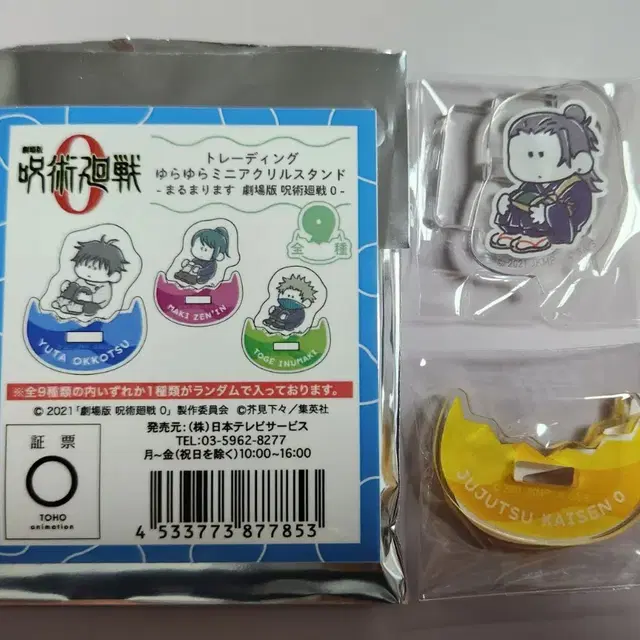 劇場版
呪術廻戦
0
トレーディング
ゆらゆらミニアクリルスタンド
- まるまります 劇場版 呪術廻戦 0 -
全 種
YUTA OKKOTSU
MAKI ZEN'IN
TOGE INUMAKI
※全9種類の内いずれか1種類がランダムで入っております。
© 2021「劇場版 呪術廻戦 0」製作委員会 ©芥見下々/集英社
発売元:(株)日本テレビサービス
TEL:03-5962-8277
月~金(祝日を除く)10:00~16:00
証 票
TOHO
animation
4 533773 877853
JUJUTSU KAISEN 0